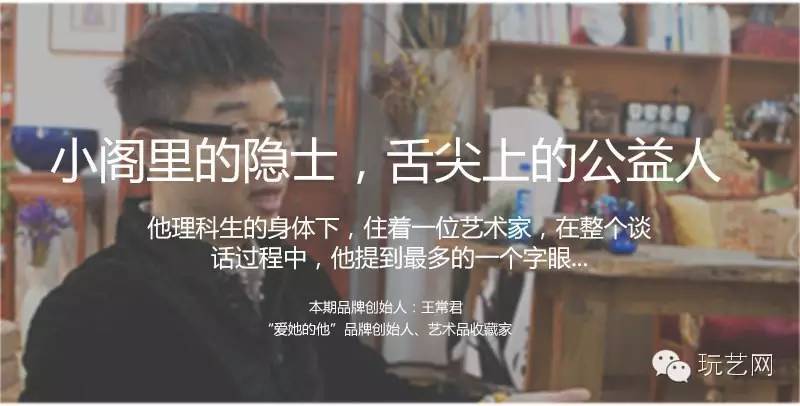 小阁里的隐士，舌尖上的公益人
他理科生的身体下，住着一位艺术家，在整个谈
话过程中，他提到最多的一个字眼...
本期品牌创始人：王常君
“爱她的他”品牌创始人、艺术品收藏家
玩艺网